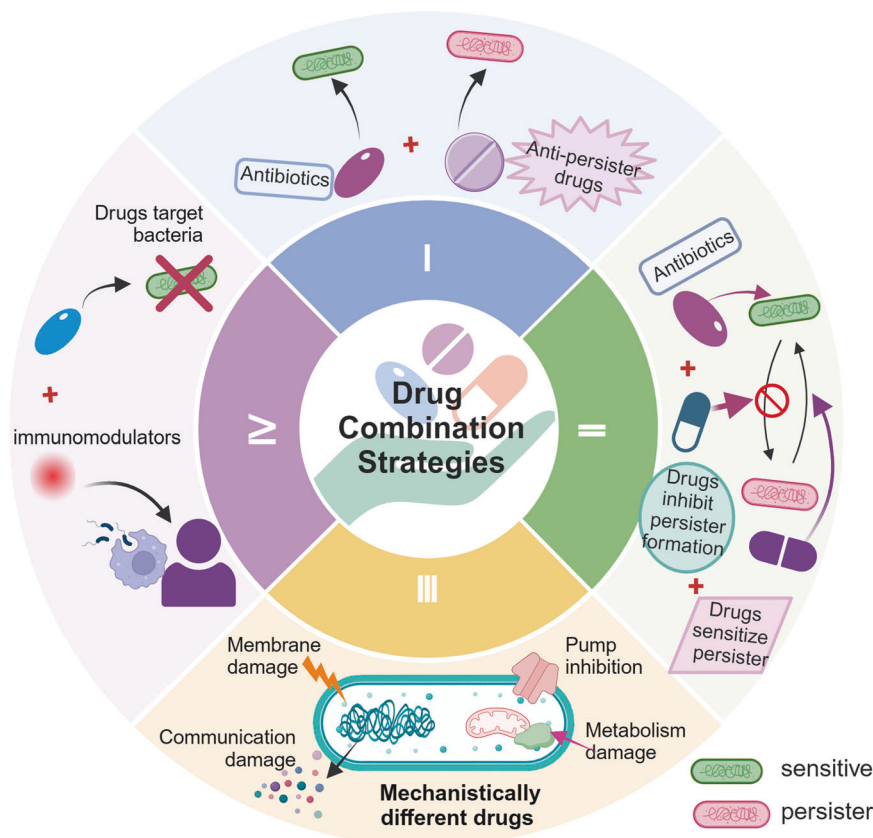 Antibiotics
+
Anti-persister
drugs
I
Antibiotics
+
Drugs
inhibit
persister
formation
+
Drugs
sensitize
persister
II
III
Membrane
damage
Pump
inhibition
Communication
damage
Metabolism
damage
Mechanistically
different drugs
IV
Drugs target
bacteria
+
immunomodulators
Drug
Combination
Strategies
sensitive
persister